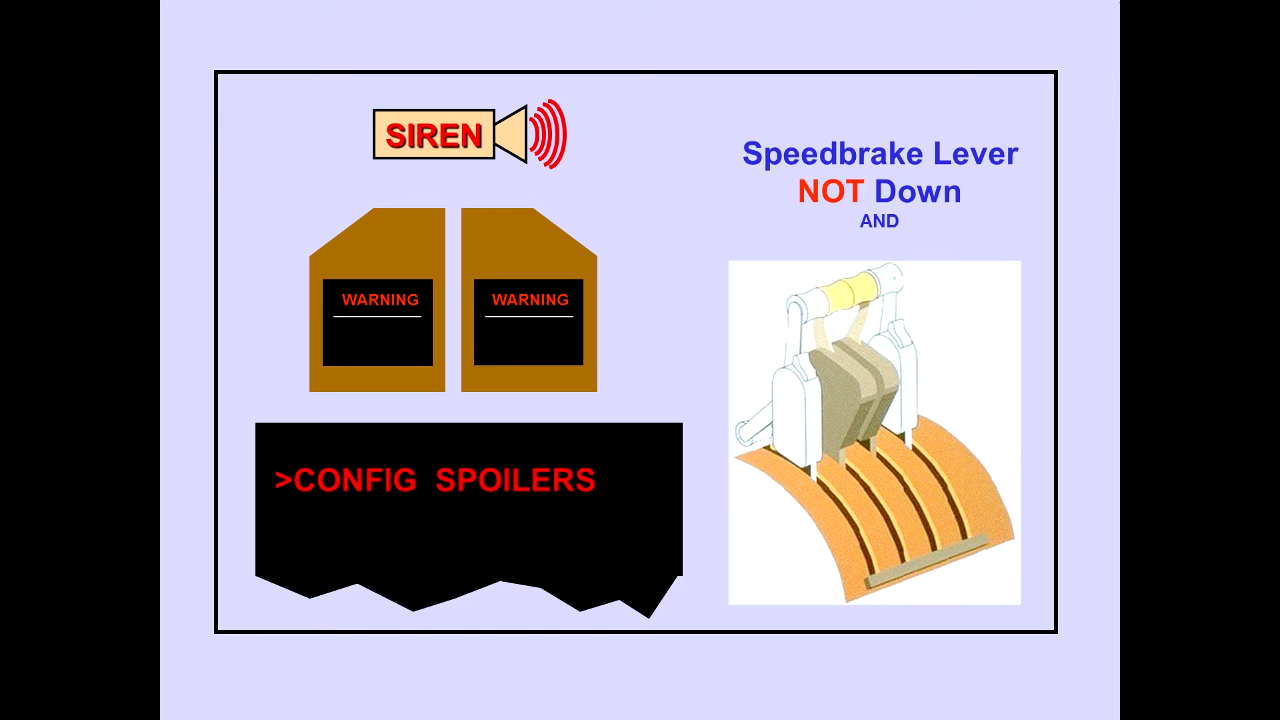 SIREN
Speedbrake Lever
NOT Down
AND
WARNING
WARNING
>CONFIG SPOILERS